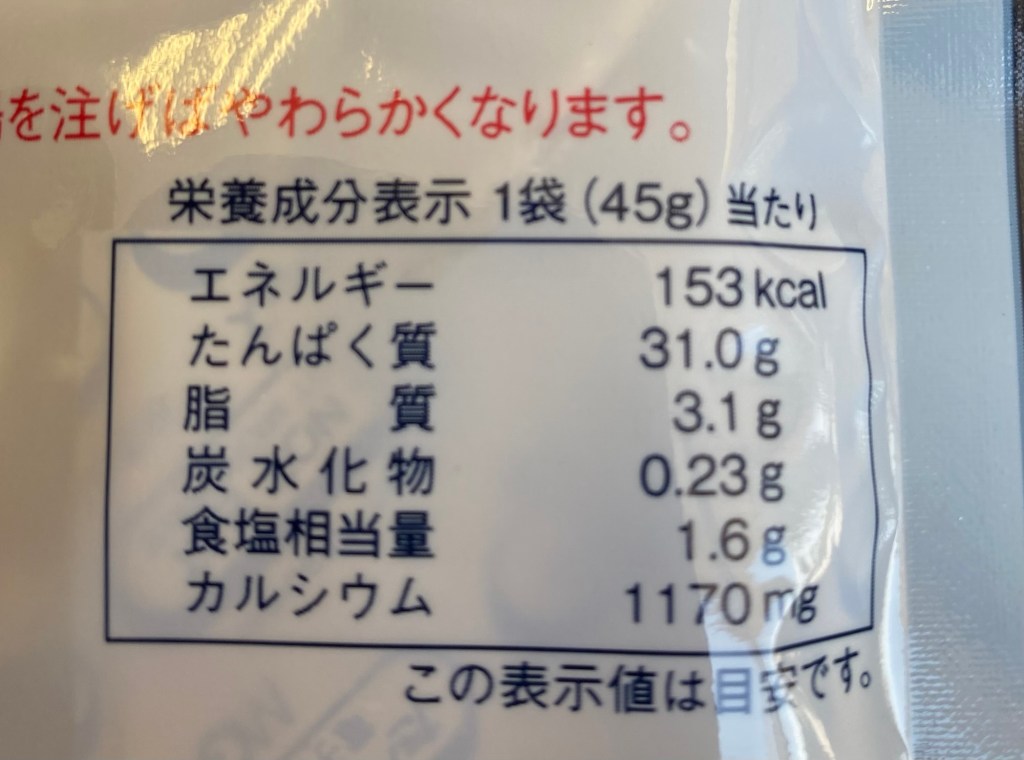 を注げばやわらかくなります。
栄養成分表示 1袋（45g）当たり
エネルギー 153kcal
たんぱく質 31.0g
脂質 3.1g
炭水化物 0.23g
食塩相当量 1.6g
カルシウム 1170mg
この表示値は目安です。